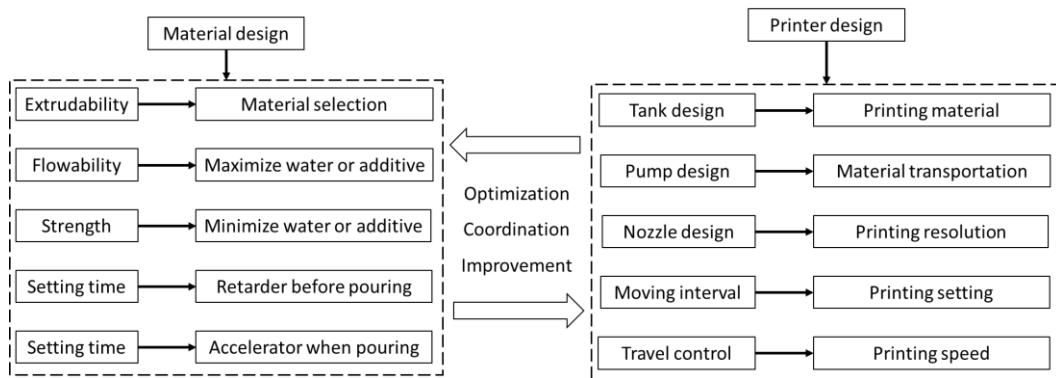 Material design
Extrudability
Material selection
Flowability
Maximize water or additive
Strength
Minimize water or additive
Setting time
Retarder before pouring
Setting time
Accelerator when pouring
Optimization
Coordination
Improvement
Printer design
Tank design
Printing material
Pump design
Material transportation
Nozzle design
Printing resolution
Moving interval
Printing setting
Travel control
Printing speed